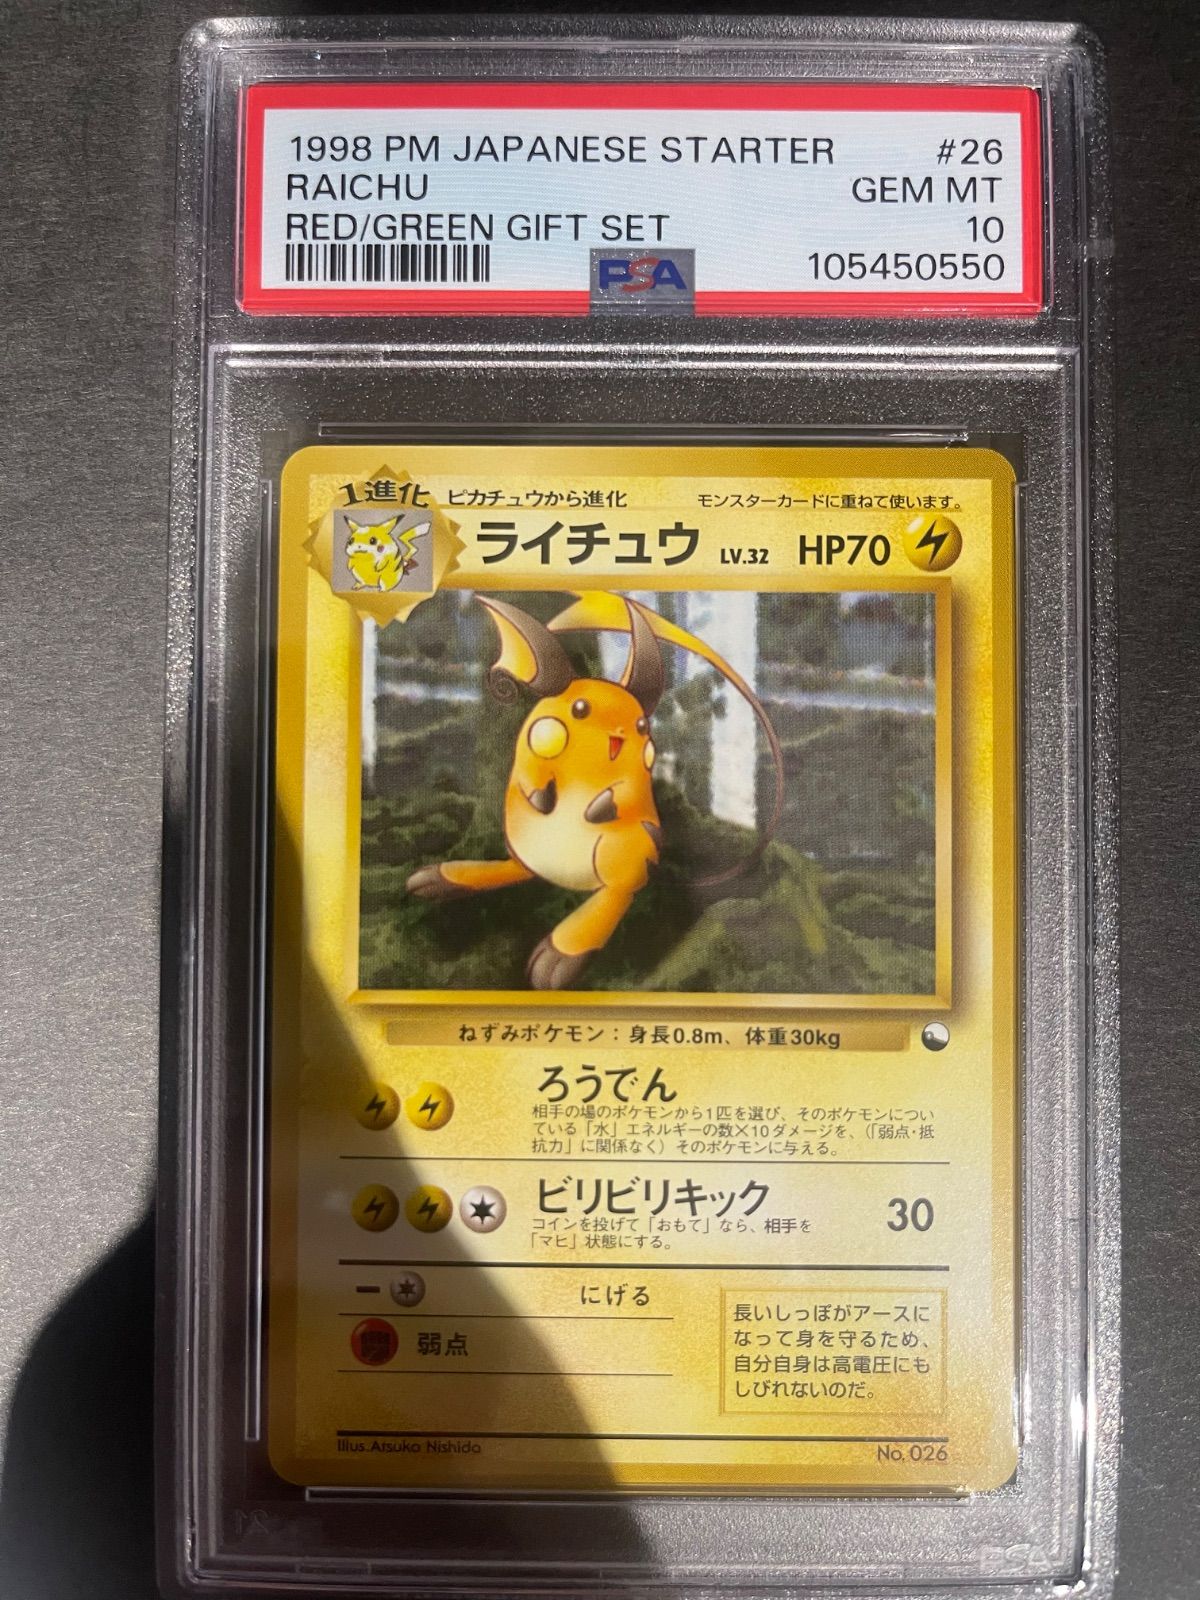 1998 PM JAPANESE STARTER #26
RAICHU GEM MT
RED/GREEN GIFT SET 10
PSA 105450550
1進化 ピカチュウから進化 モンスターカードに重ねて使います。
ライチュウ LV.32 HP70
ねずみポケモン：身長0.8m、体重30kg
ろうでん
相手の場のポケモンから1匹を選び、そのポケモンについ
ている「水」エネルギーの数×10ダメージを、（「弱点・抵
抗力」に関係なく）そのポケモンに与える。
ビリビリキック 30
コインを投げて「おもて」なら、相手を
「マヒ」状態にする。
にげる
弱点
長いしっぽがアースに
なって身を守るため、
自分自身は高電圧にも
しびれないのだ。
Illus. Atsuko Nishida No. 026
PSA